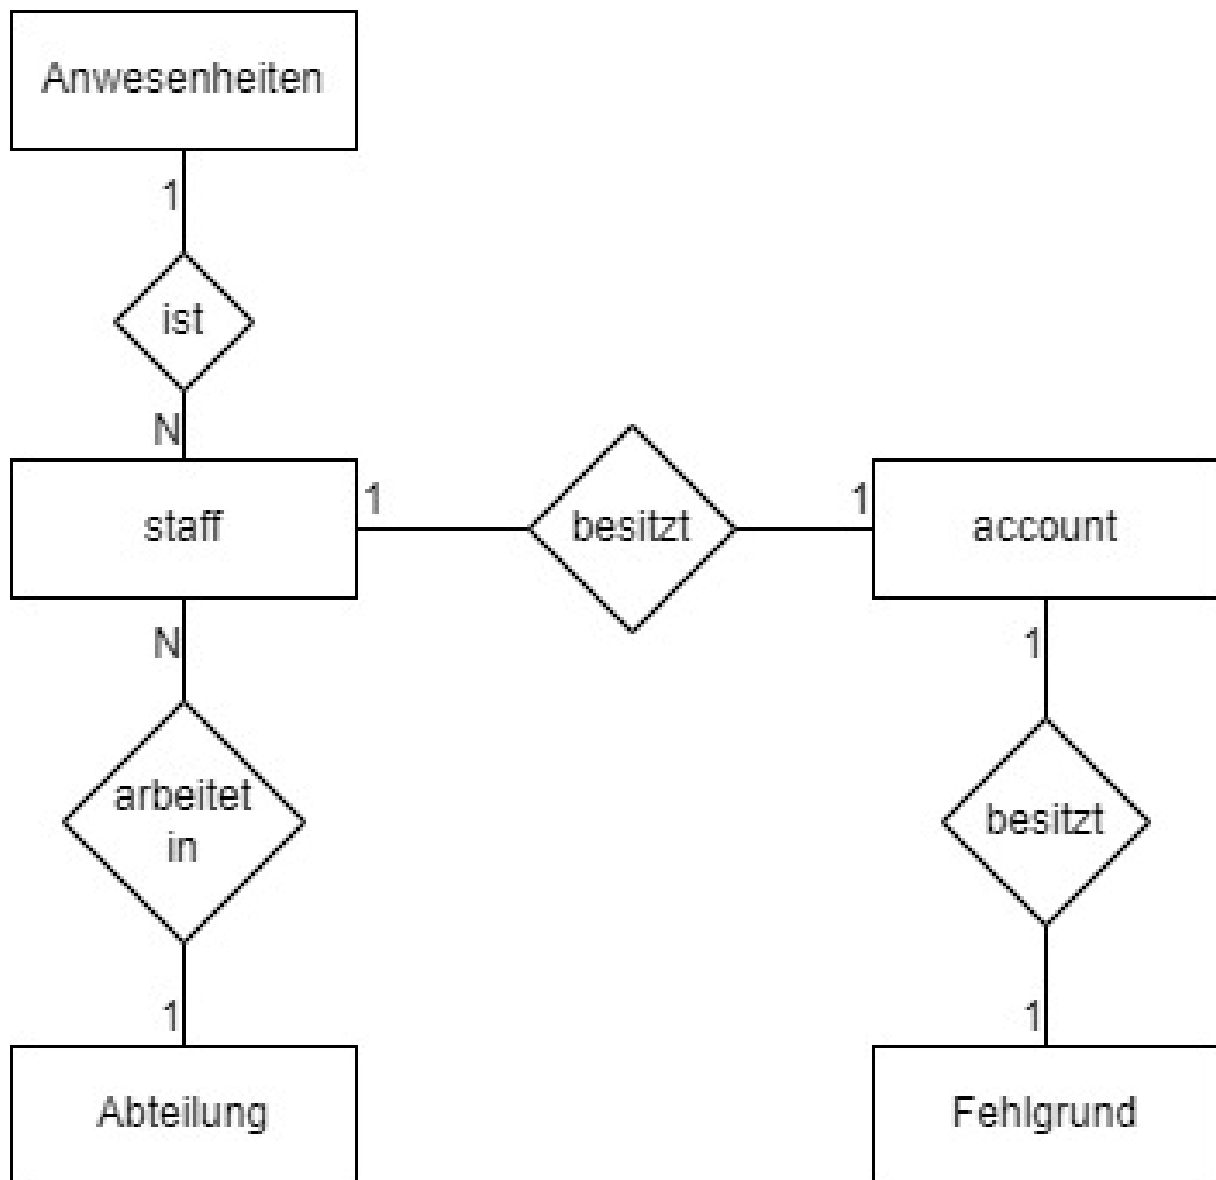 Anwesenheiten
1
ist
N
staff
1
besitzt
1
account
N
1
arbeitet
in
besitzt
1
1
Abteilung
Fehlgrund